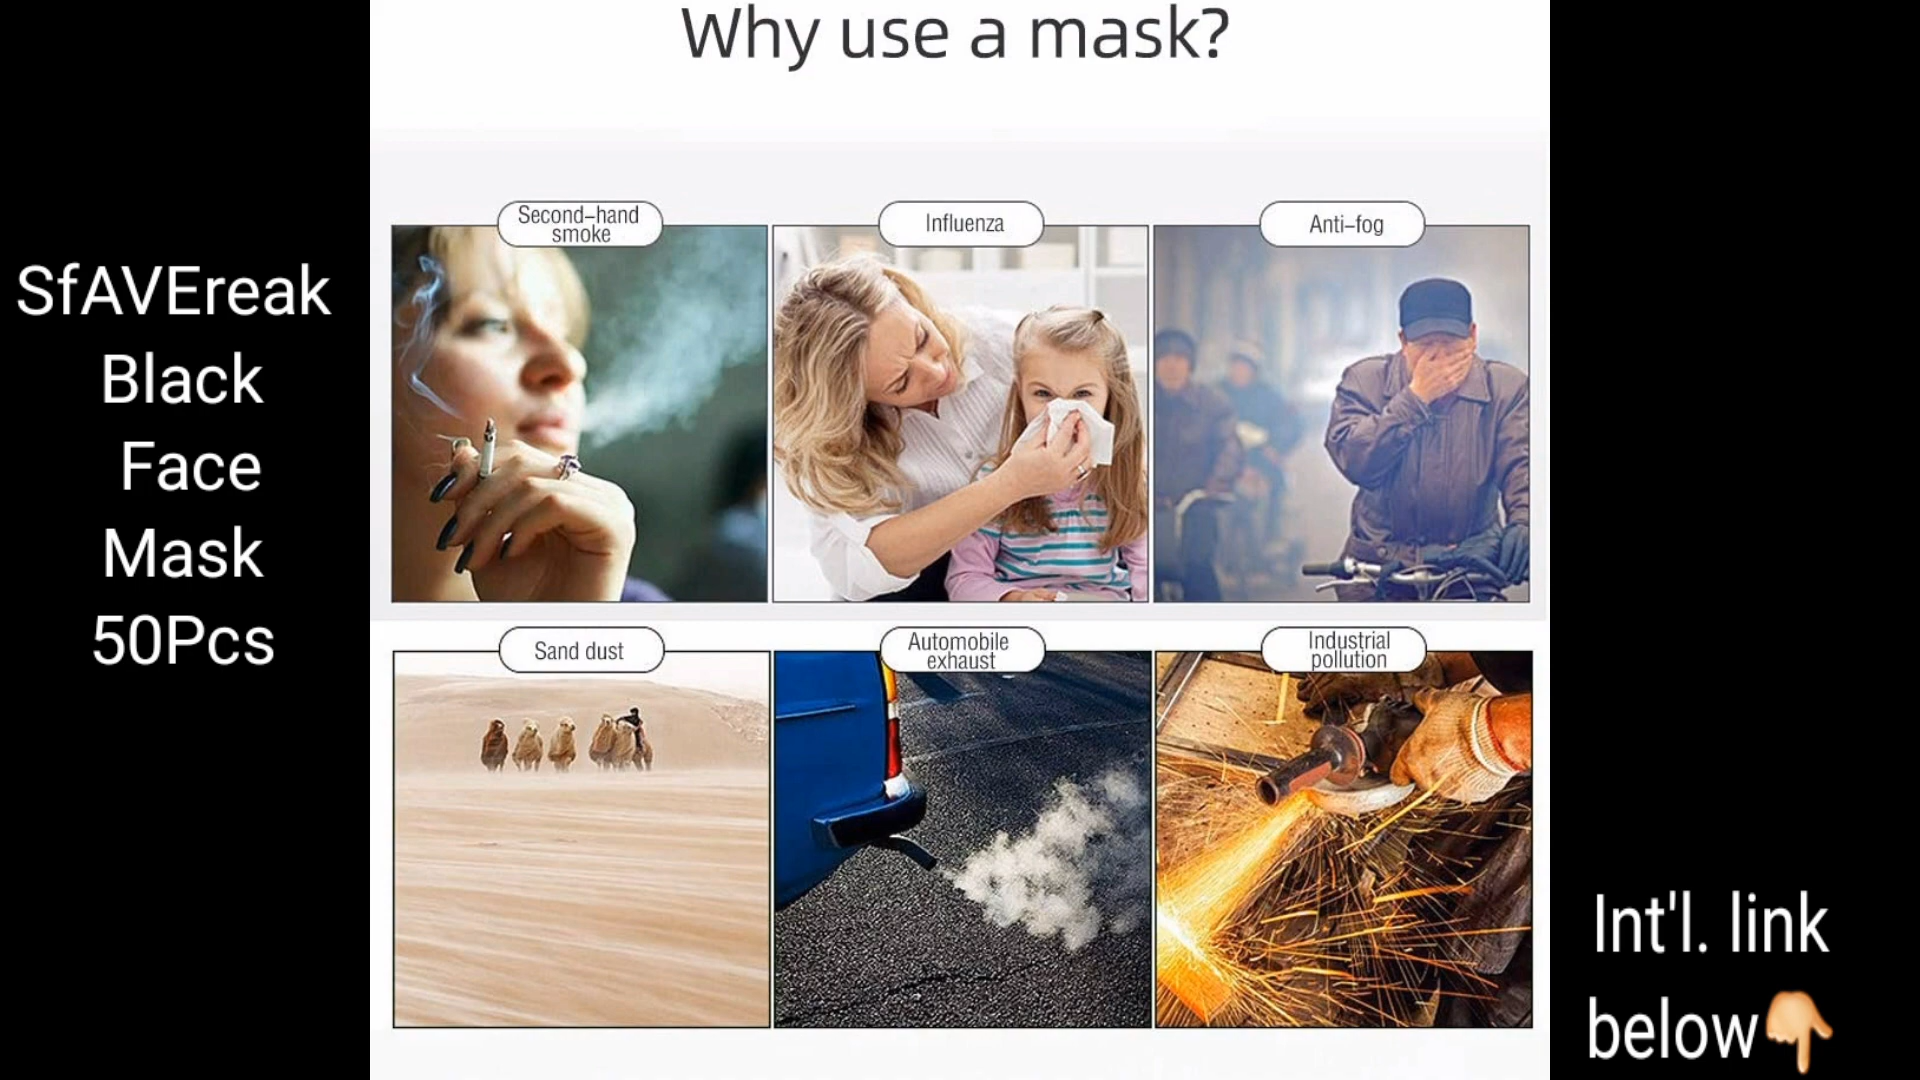 Why use a mask?
SfAVEreak
Black
Face
Mask
50Pcs
Second-hand
smoke
Influenza
Anti-fog
Sand dust
Automobile
exhaust
Industrial
pollution
Int'l. link
below👇🏼